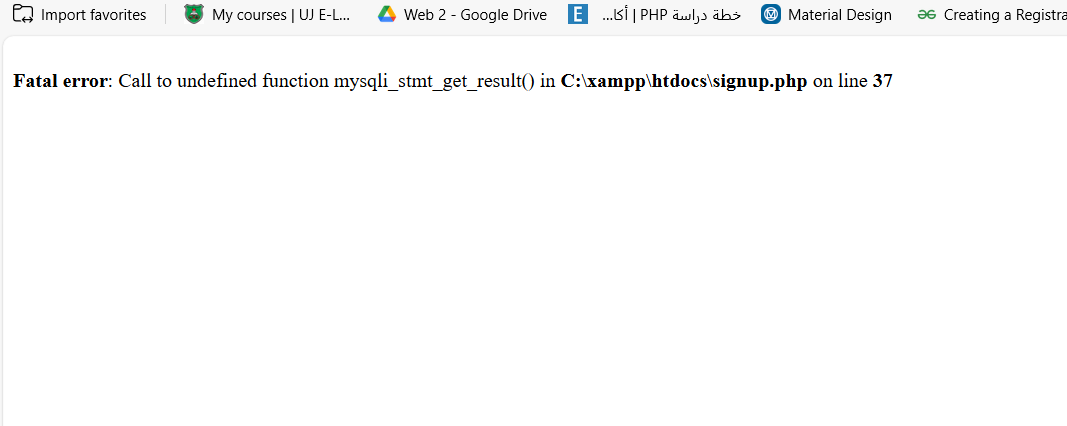 Import favorites My courses | UJ E-L... Web 2 - Google Drive خطة دراسة PHP | أكا... Material Design Creating a Registra
Fatal error: Call to undefined function mysqli_stmt_get_result() in C:\xampp\htdocs\signup.php on line 37